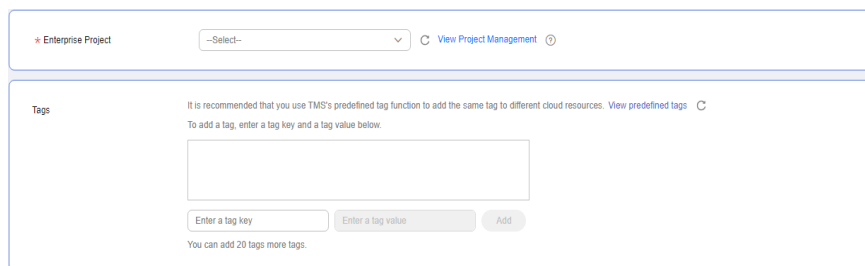 * Enterprise Project
--Select--
View Project Management
Tags
It is recommended that you use TMS's predefined tag function to add the same tag to different cloud resources. View predefined tags
To add a tag, enter a tag key and a tag value below.
Enter a tag key
Enter a tag value
Add
You can add 20 tags more tags.